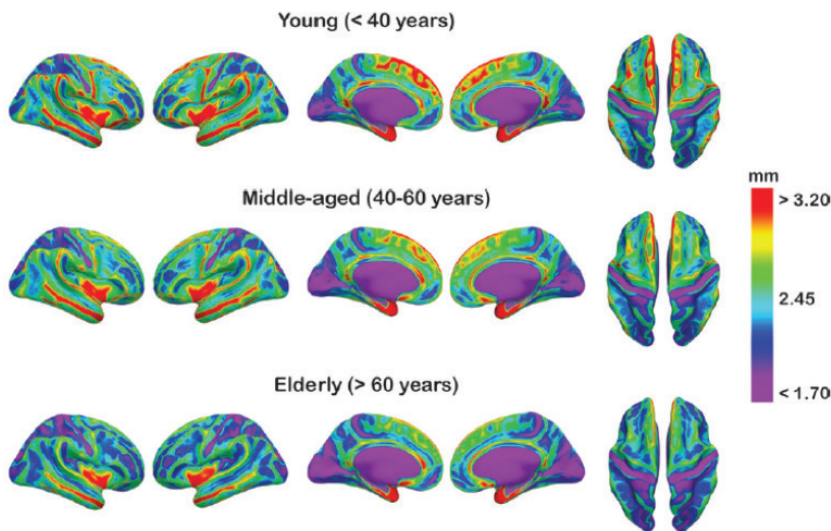 Young (< 40 years)
Middle-aged (40-60 years)
mm
> 3.20
2.45
< 1.70
Elderly (> 60 years)